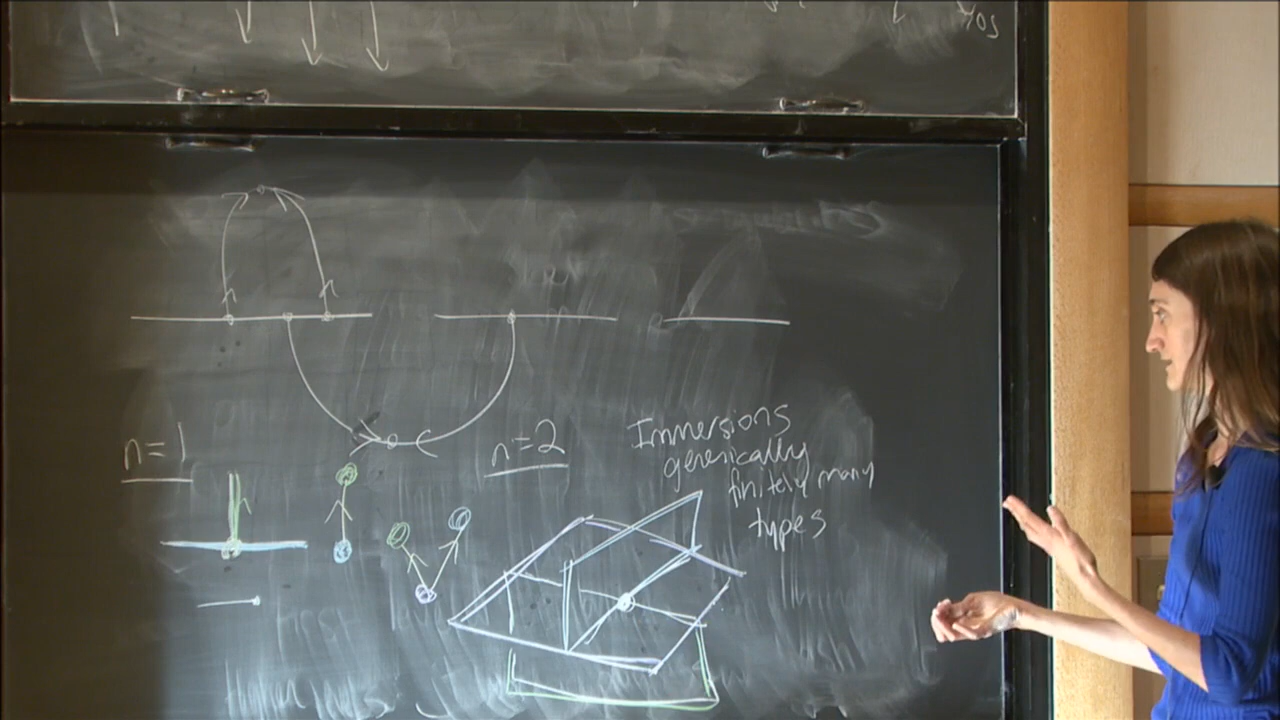 n=1
n=2
Immersions
generically
finitely many
types